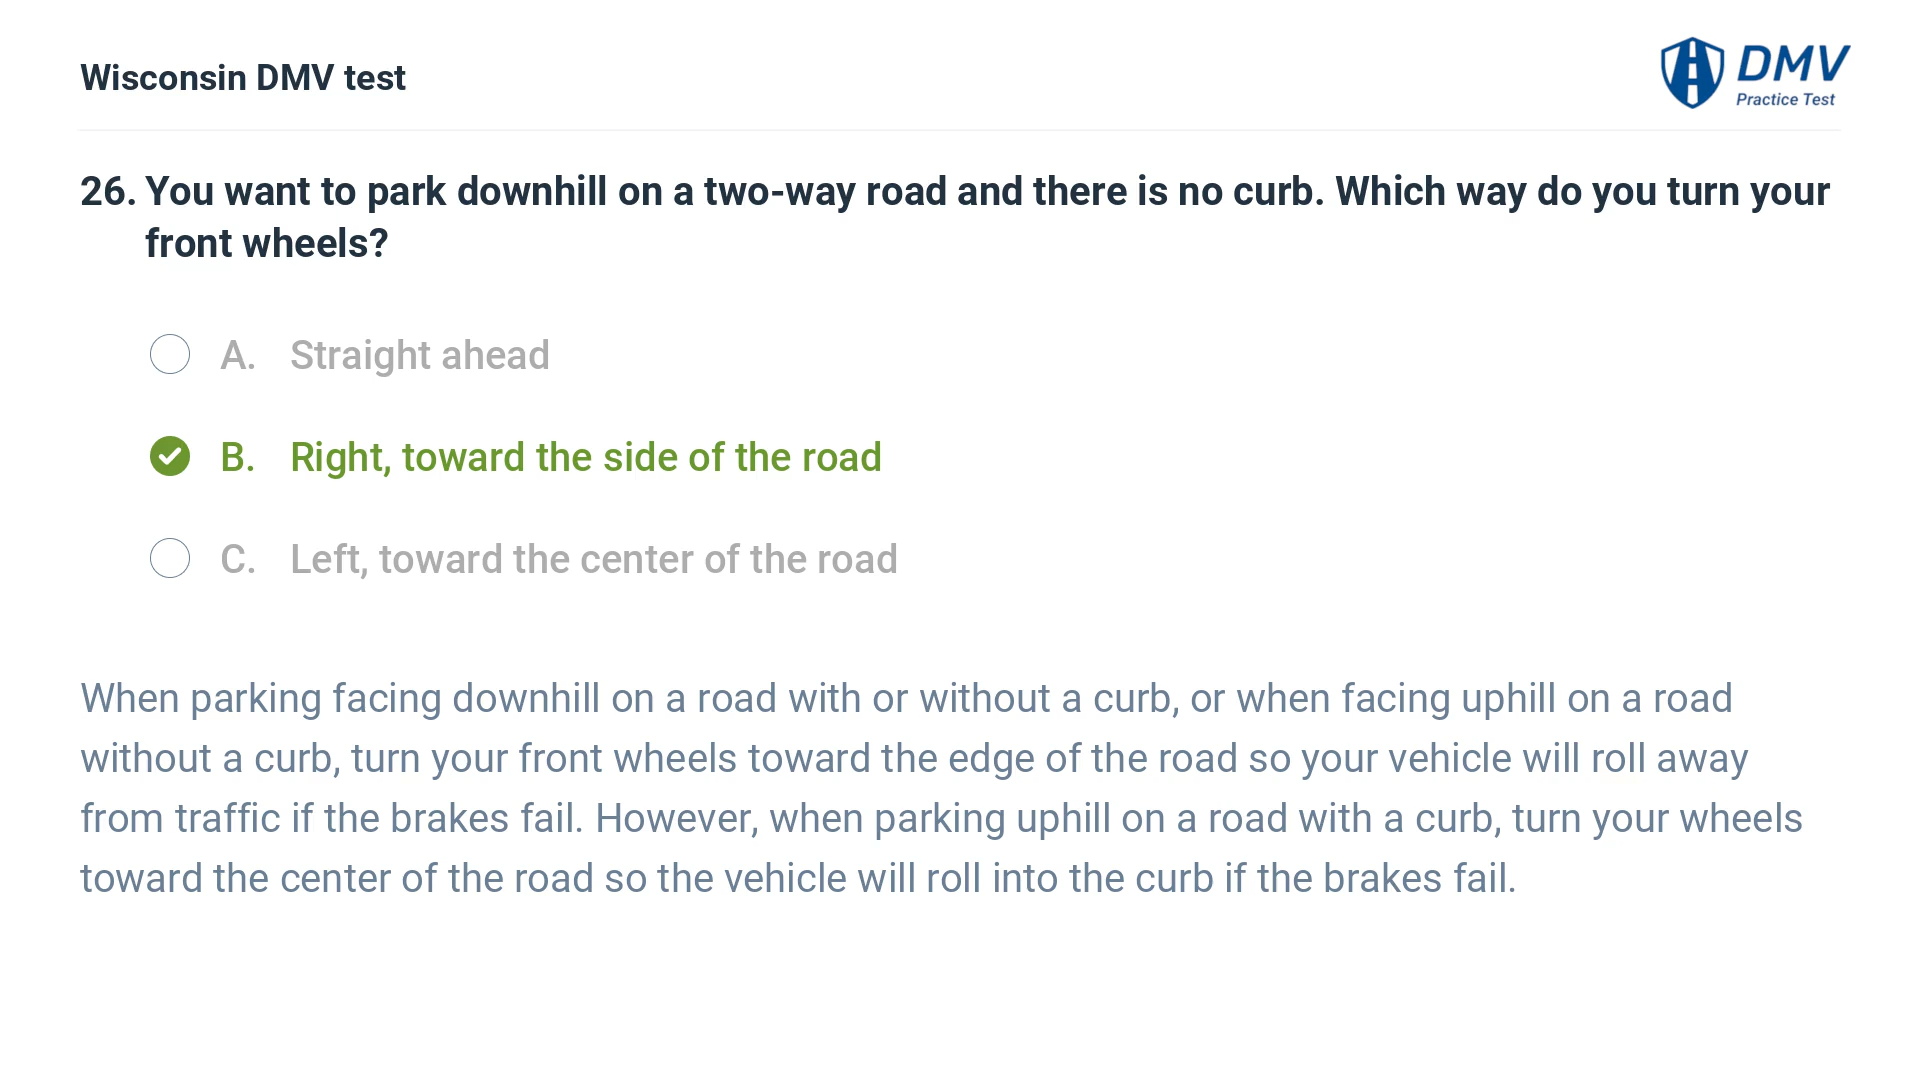 Wisconsin DMV test
DMV
Practice Test
26. You want to park downhill on a two-way road and there is no curb. Which way do you turn your
front wheels?
A. Straight ahead
B. Right, toward the side of the road
C. Left, toward the center of the road
When parking facing downhill on a road with or without a curb, or when facing uphill on a road
without a curb, turn your front wheels toward the edge of the road so your vehicle will roll away
from traffic if the brakes fail. However, when parking uphill on a road with a curb, turn your wheels
toward the center of the road so the vehicle will roll into the curb if the brakes fail.